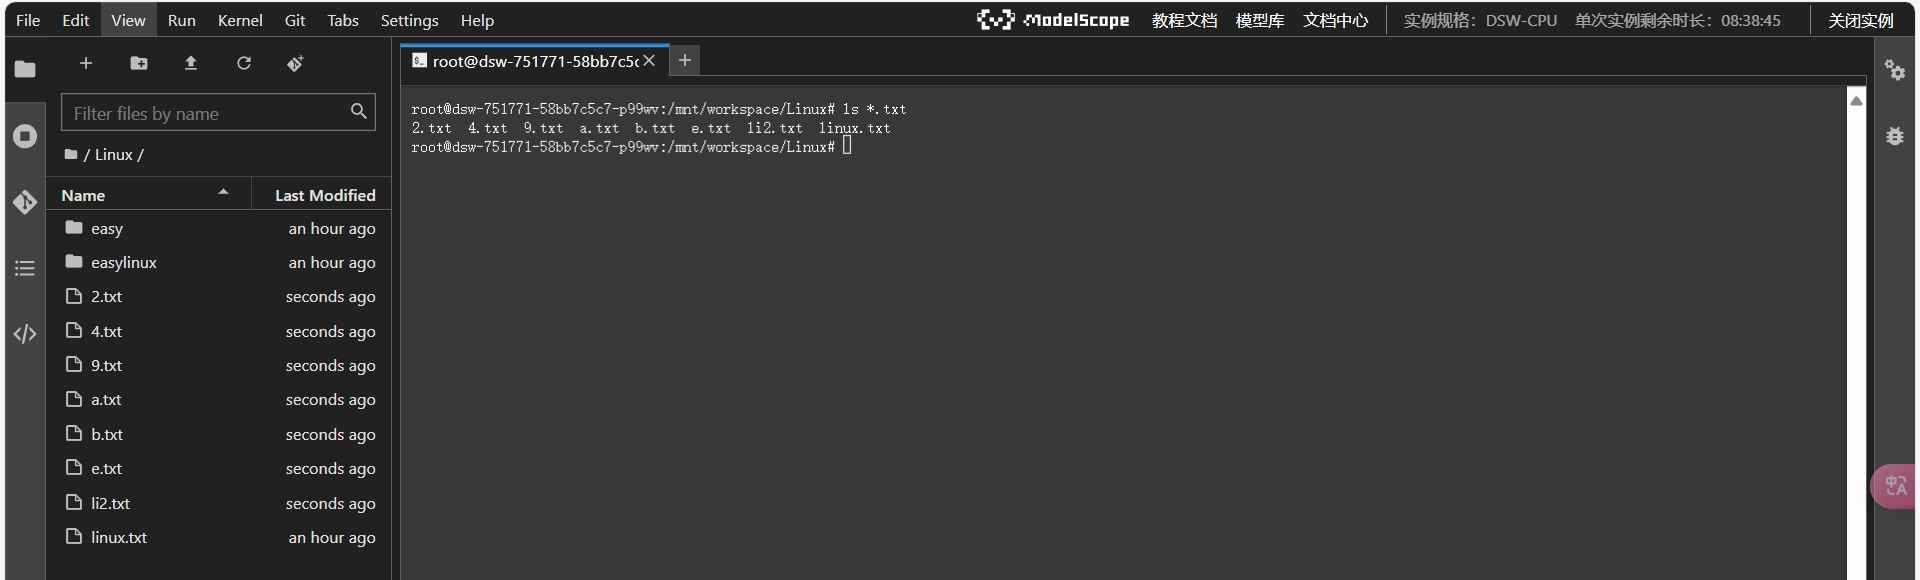 File Edit View Run Kernel Git Tabs Settings Help
ModelScope 教程文档 模型库 文档中心 实例规格：DSW-CPU 单次实例剩余时长：08:38:45 关闭实例
root@dsw-751771-58bb7c5c
Filter files by name
/ Linux /
Name Last Modified
easy an hour ago
easylinux an hour ago
2.txt seconds ago
4.txt seconds ago
9.txt seconds ago
a.txt seconds ago
b.txt seconds ago
e.txt seconds ago
li2.txt seconds ago
linux.txt an hour ago
root@dsw-751771-58bb7c5c7-p99wv:/mnt/workspace/Linux# ls *.txt
2.txt 4.txt 9.txt a.txt b.txt e.txt li2.txt linux.txt
root@dsw-751771-58bb7c5c7-p99wv:/mnt/workspace/Linux#
中A